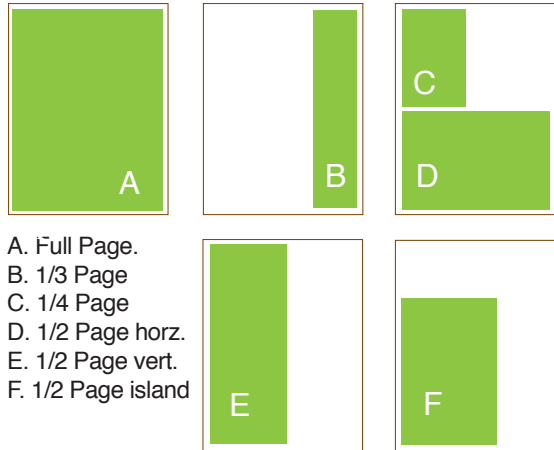 A
B
C
D
A. Full Page.
B. 1/3 Page
C. 1/4 Page
D. 1/2 Page horz.
E. 1/2 Page vert.
F. 1/2 Page island
E
F